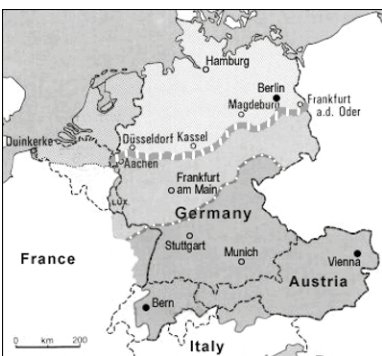 Hamburg
Berlin
Magdeburg
Frankfurt
a.d. Oder
Duinkerke
Düsseldorf
Kassel
Aachen
Frankfurt
am Main
LUX.
Germany
Stuttgart
Munich
France
Vienna
Austria
Bern
Italy
0 km 200